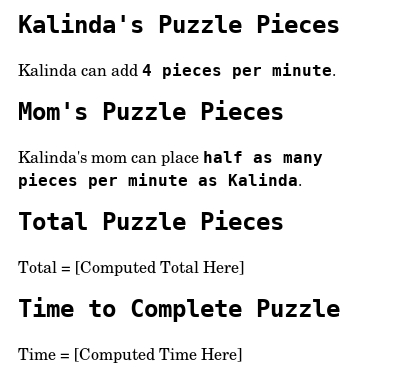 Kalinda's Puzzle Pieces
Kalinda can add 4 pieces per minute.
Mom's Puzzle Pieces
Kalinda's mom can place half as many
pieces per minute as Kalinda.
Total Puzzle Pieces
Total = [Computed Total Here]
Time to Complete Puzzle
Time = [Computed Time Here]